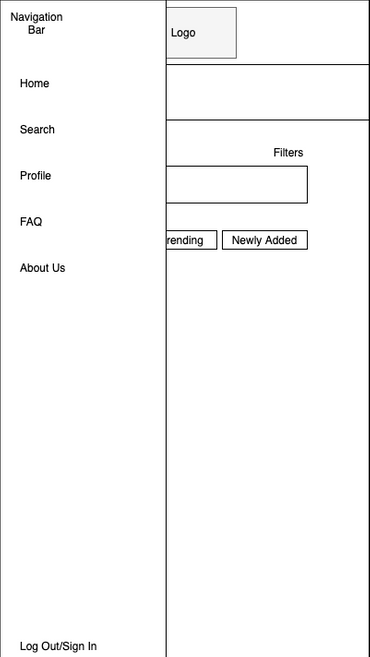 Navigation
Bar
Logo
Home
Search
Filters
Profile
FAQ
rending
Newly Added
About Us
Log Out/Sign In